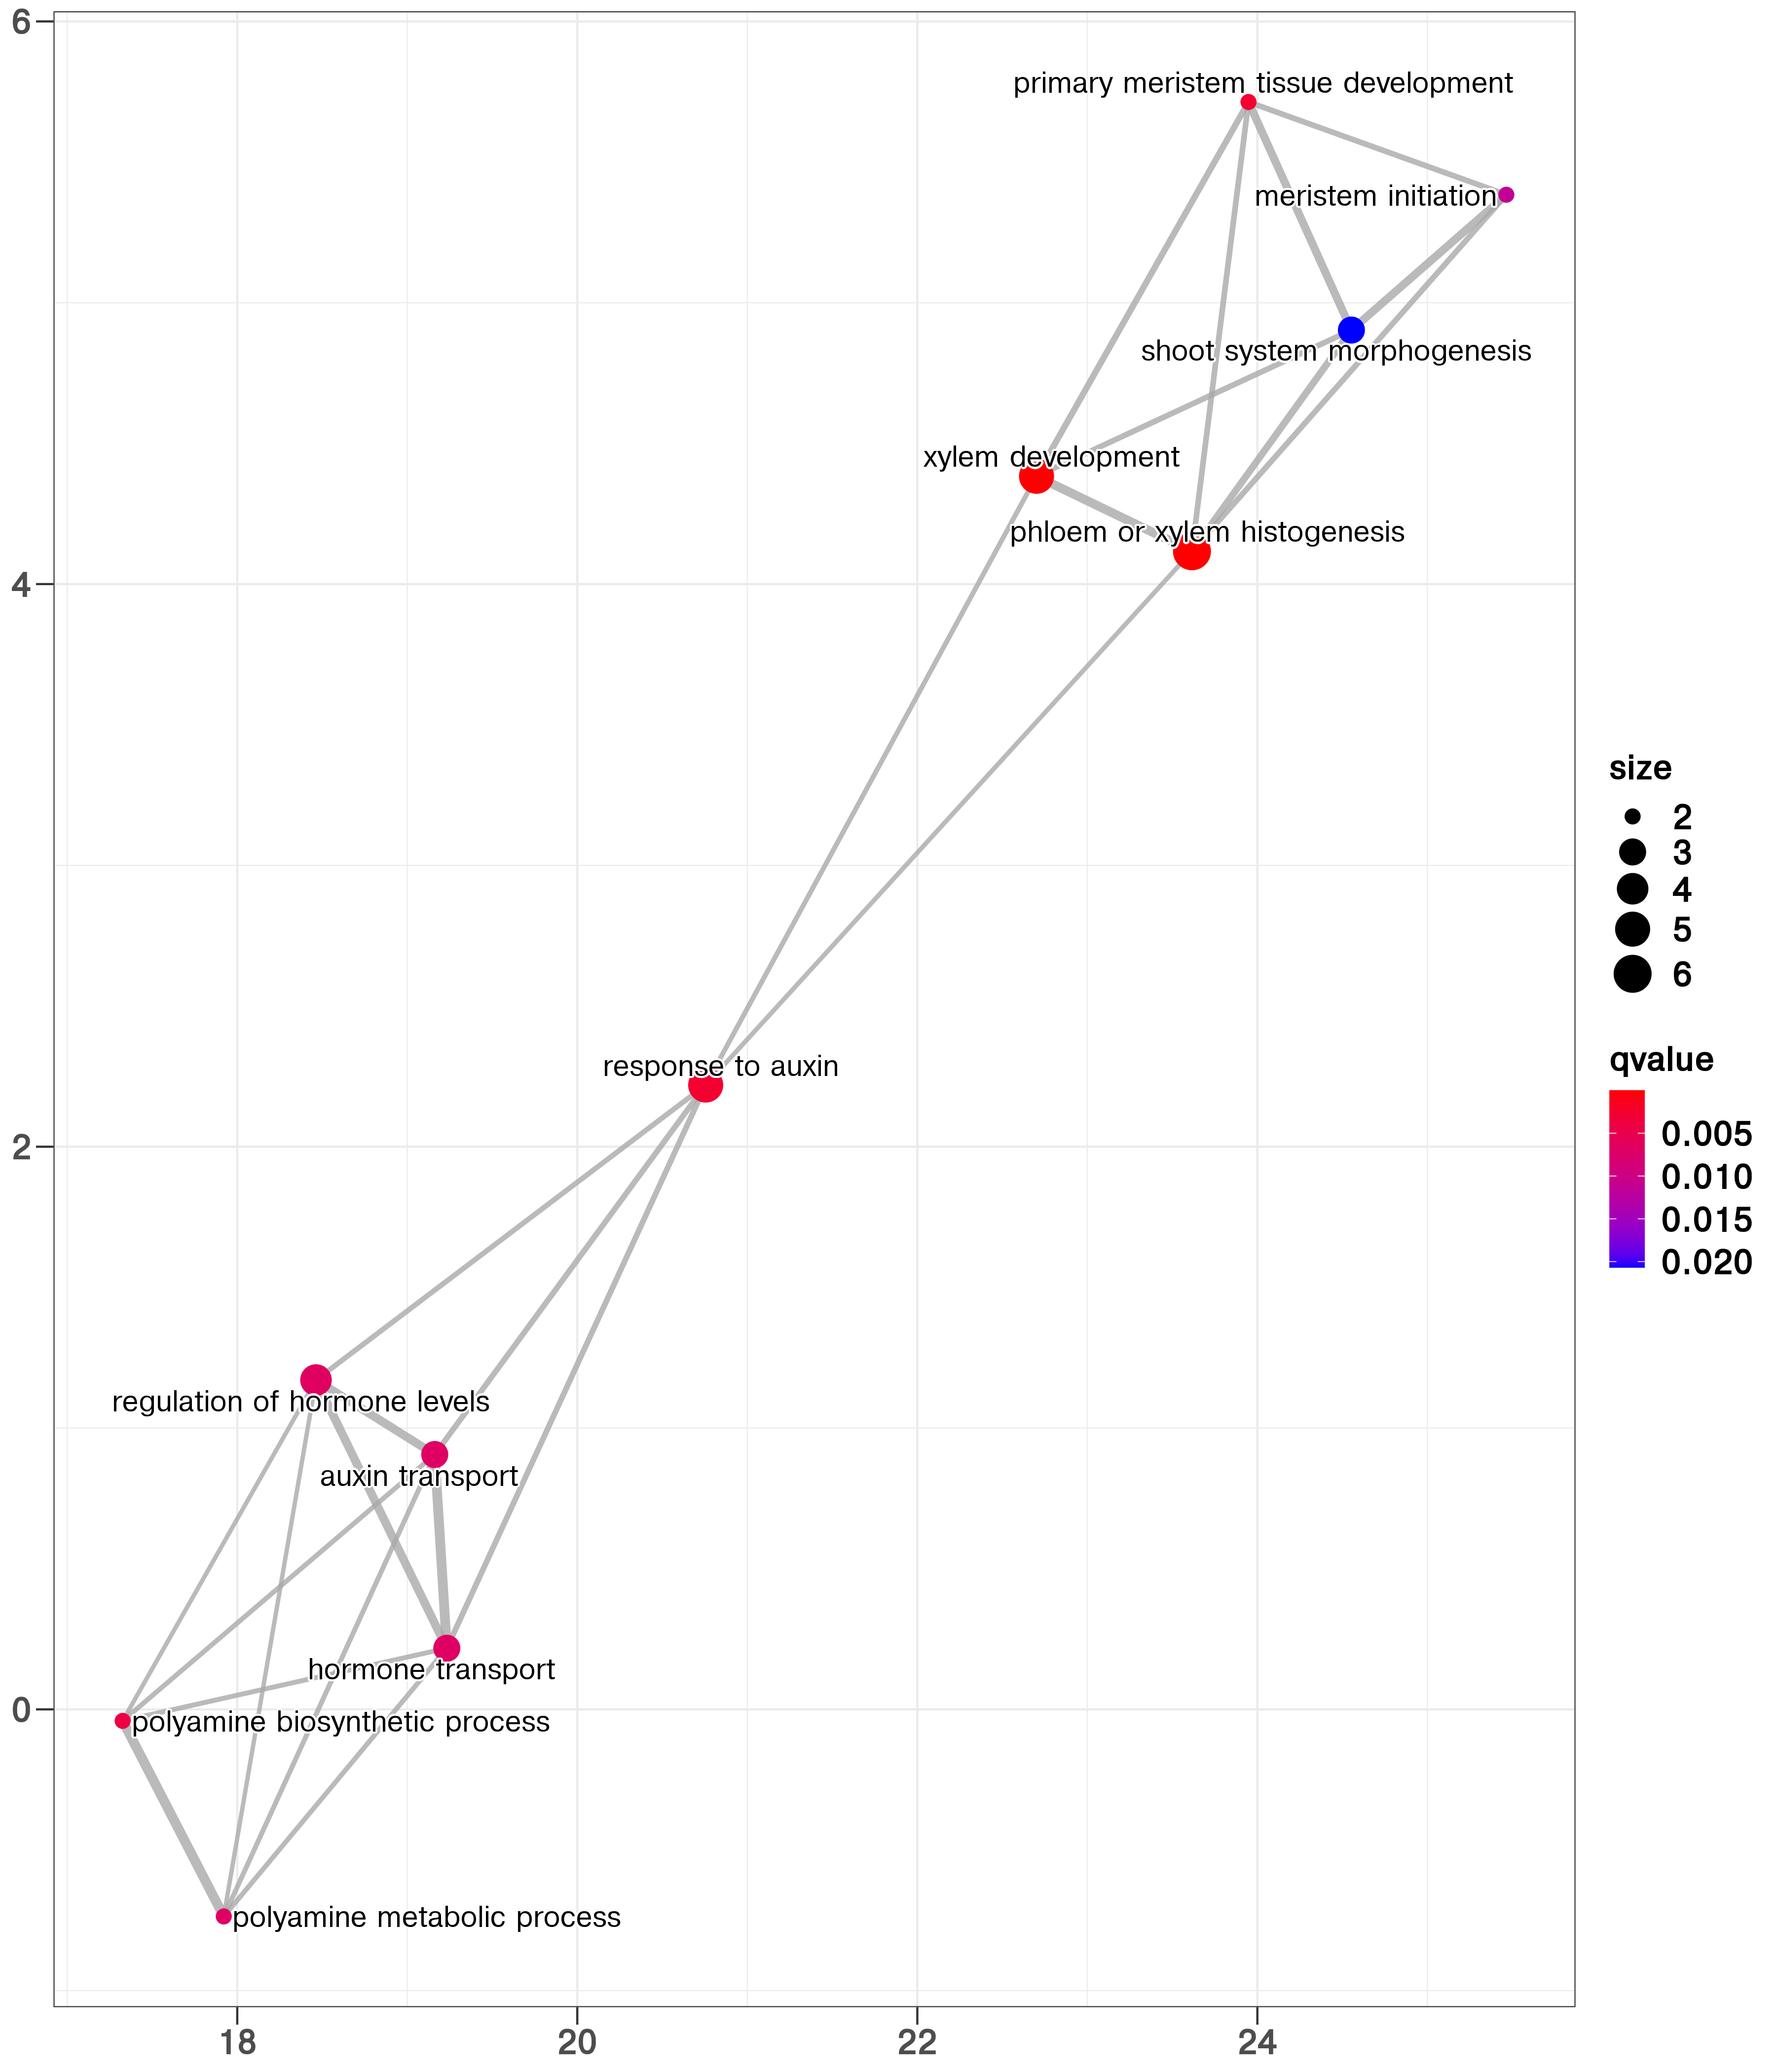 6
primary meristem tissue development
meristem initiation
shoot system morphogenesis
xylem development
phloem or xylem histogenesis
4
size
2
3
4
5
6
response to auxin
qvalue
0.005
0.010
0.015
0.020
2
regulation of hormone levels
auxin transport
hormone transport
0
polyamine biosynthetic process
polyamine metabolic process
18 20 22 24